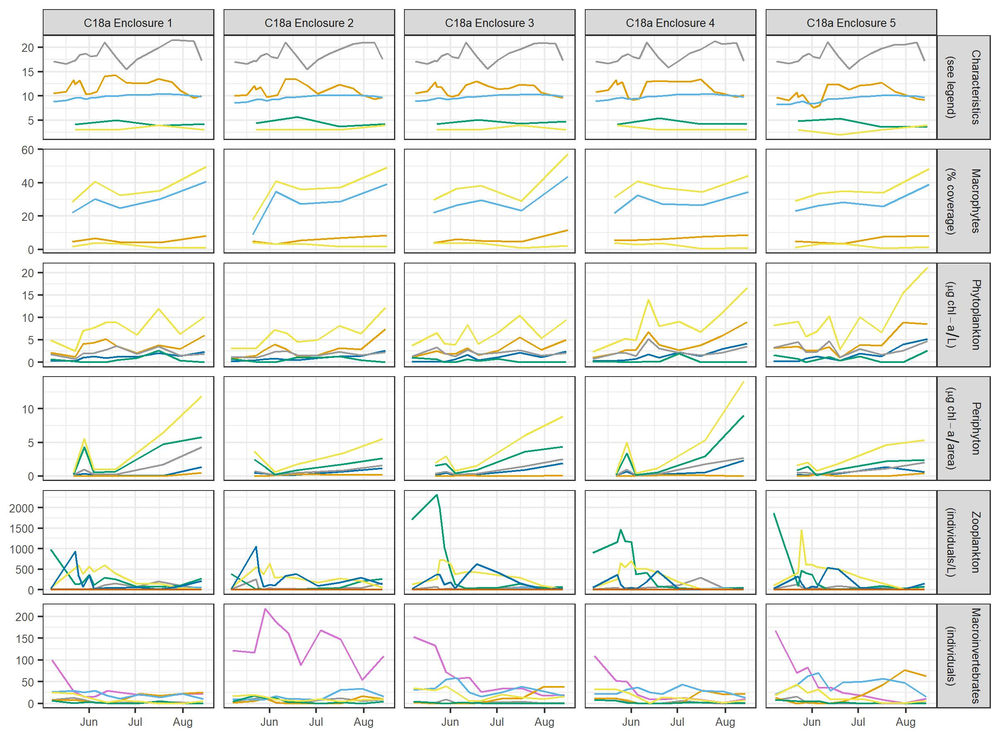 C18a Enclosure 1
C18a Enclosure 2
C18a Enclosure 3
C18a Enclosure 4
C18a Enclosure 5
20
15
10
5
Characteristics
(see legend)
60
40
20
0
Macrophytes
(% coverage)
20
15
10
5
0
Phytoplankton
(μg chl−a/L)
10
5
0
Periphyton
(μg chl−a/area)
2000
1500
1000
500
0
Zooplankton
(individuals/L)
200
150
100
50
0
Macroinvertebrates
(individuals)
Jun Jul Aug
Jun Jul Aug
Jun Jul Aug
Jun Jul Aug
Jun Jul Aug